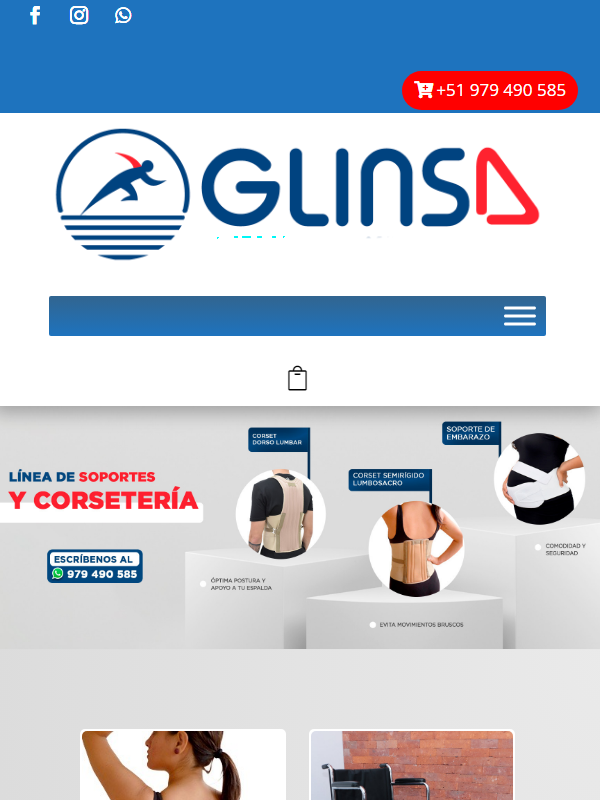 +51 979 490 585
GLINSA
LÍNEA DE SOPORTES
Y CORSETERÍA
ESCRÍBENOS AL
979 490 585
CORSET
DORSO LUMBAR
ÓPTIMA POSTURA Y
APOYO A TU ESPALDA
CORSET SEMIRÍGIDO
LUMBOSACRO
EVITA MOVIMIENTOS BRUSCOS
SOPORTE DE
EMBARAZO
COMODIDAD Y
SEGURIDAD